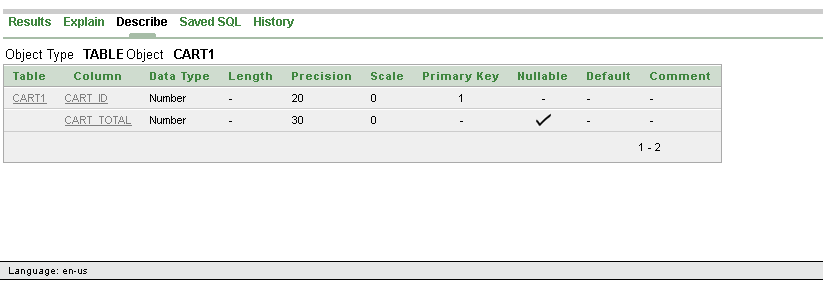 Results Explain Describe Saved SQL History
Object Type TABLE Object CART1
Table Column Data Type Length Precision Scale Primary Key Nullable Default Comment
CART1 CART_ID Number - 20 0 1 - - -
CART_TOTAL Number - 30 0 - ✓ - -
1 - 2
Language: en-us